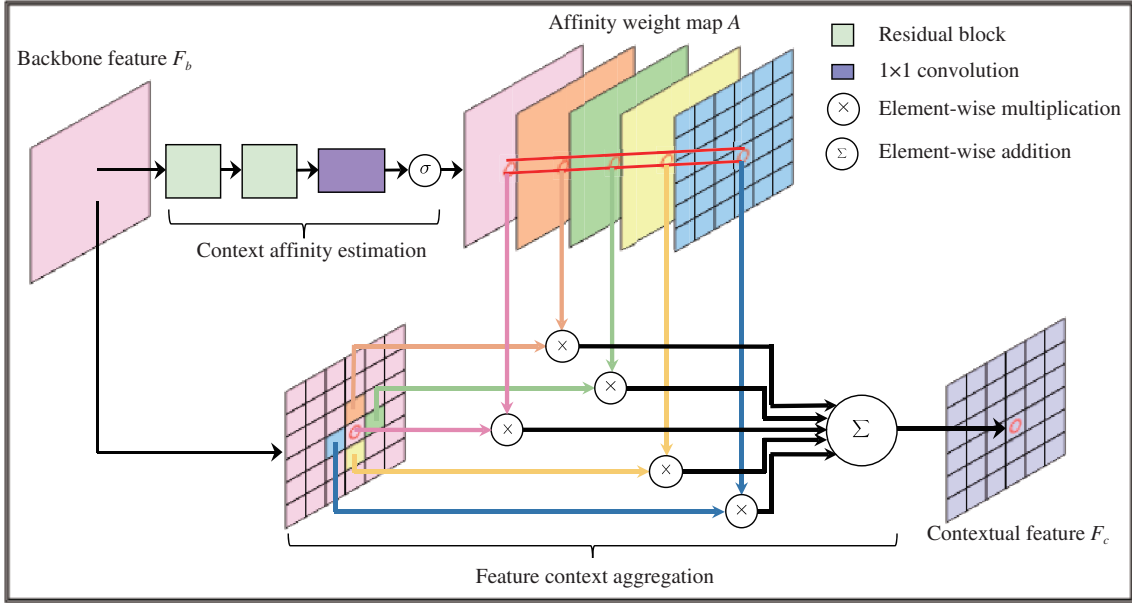 Affinity weight map A
Backbone feature F_b
Residual block
1×1 convolution
× Element-wise multiplication
Σ Element-wise addition
σ
Context affinity estimation
×
×
×
Σ
×
×
Contextual feature F_c
Feature context aggregation